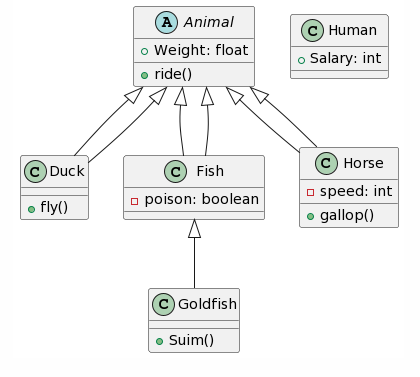 A Animal
Weight: float
ride()
C Human
Salary: int
C Duck
fly()
C Fish
poison: boolean
C Horse
speed: int
gallop()
C Goldfish
Suim()